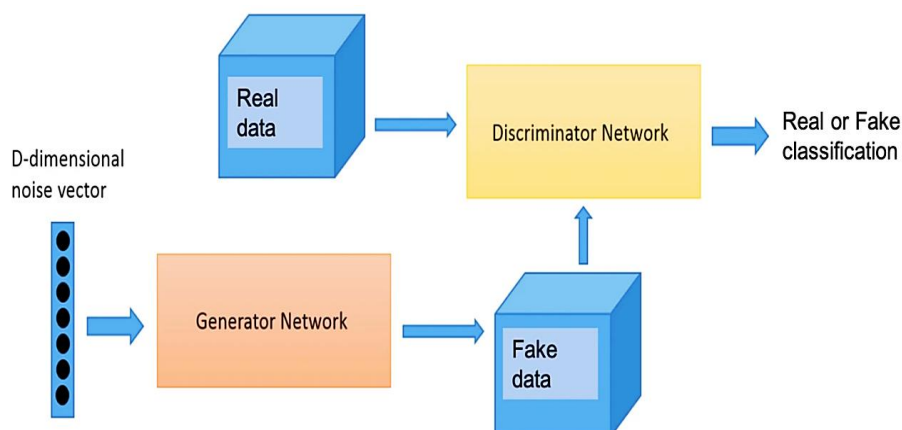 Real
data
Discriminator Network
Real or Fake
classification
D-dimensional
noise vector
Generator Network
Fake
data